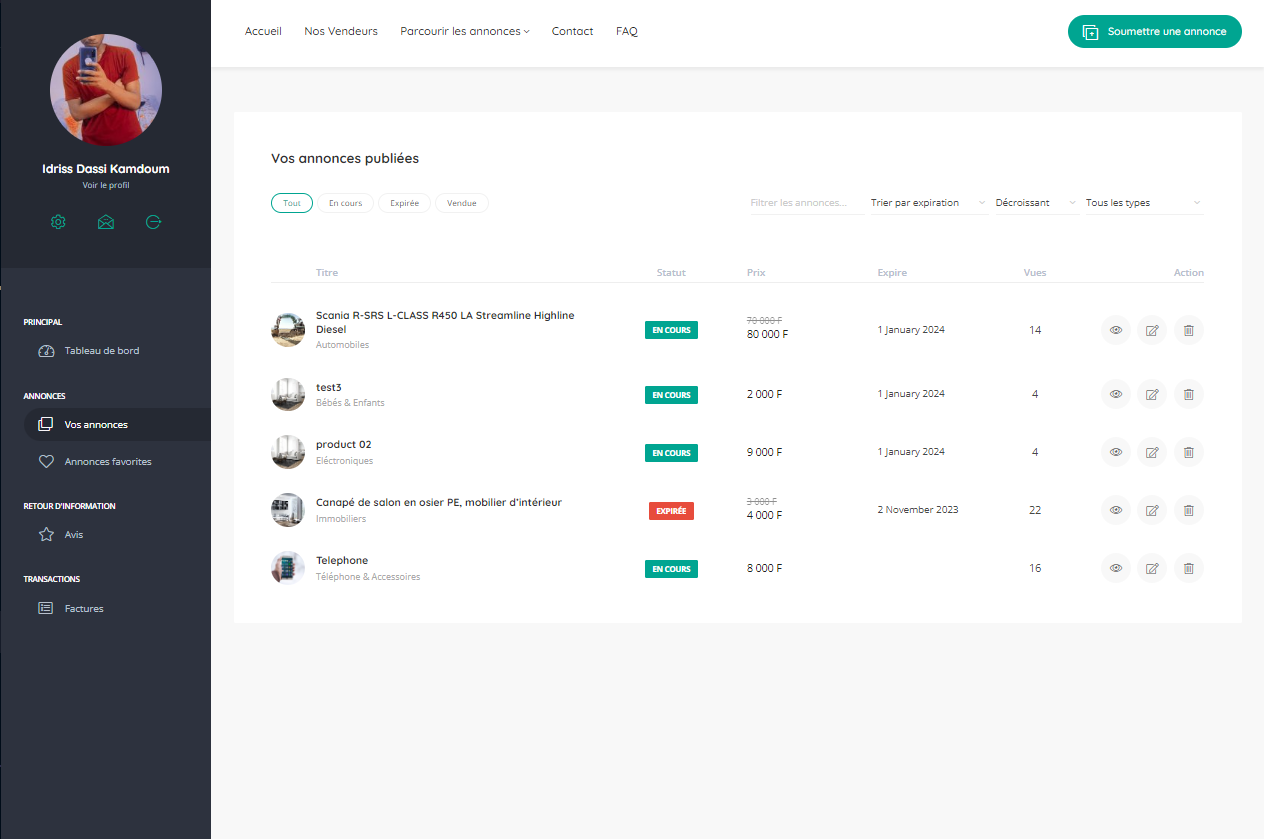 Accueil Nos Vendeurs Parcourir les annonces Contact FAQ Soumettre une annonce
Idriss Dassi Kamdoum
Voir le profil
PRINCIPAL
Tableau de bord
ANNONCES
Vos annonces
Annonces favorites
RETOUR D'INFORMATION
Avis
TRANSACTIONS
Factures
Vos annonces publiées
Tout En cours Expirée Vendue Filtrer les annonces... Trier par expiration Décroissant Tous les types
Titre Statut Prix Expire Vues Action
Scania R-SRS L-CLASS R450 LA Streamline Highline
Diesel
Automobiles
EN COURS
70 000 F
80 000 F
1 January 2024
14
test3
Bébés & Enfants
EN COURS
2 000 F
1 January 2024
4
product 02
Eléctroniques
EN COURS
9 000 F
1 January 2024
4
Canapé de salon en osier PE, mobilier d'intérieur
Immobiliers
EXPIRÉE
3 000 F
4 000 F
2 November 2023
22
Telephone
Téléphone & Accessoires
EN COURS
8 000 F
16